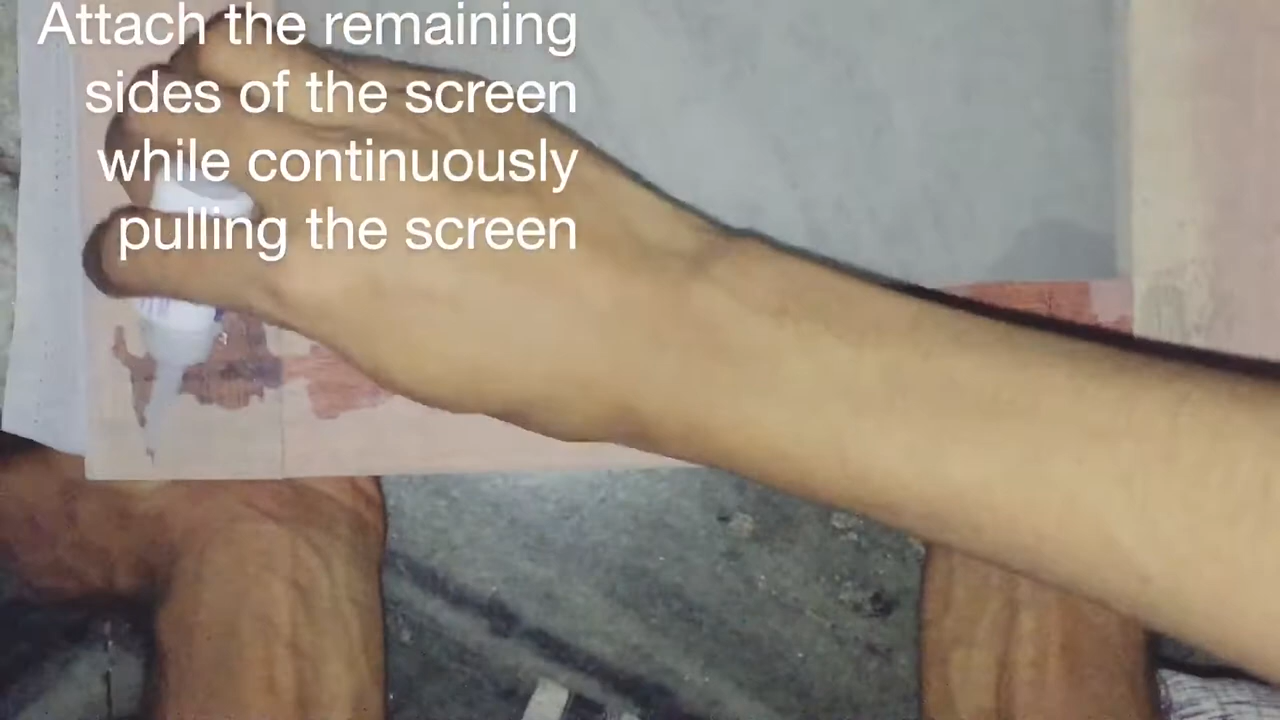 Attach the remaining
sides of the screen
while continuously
pulling the screen